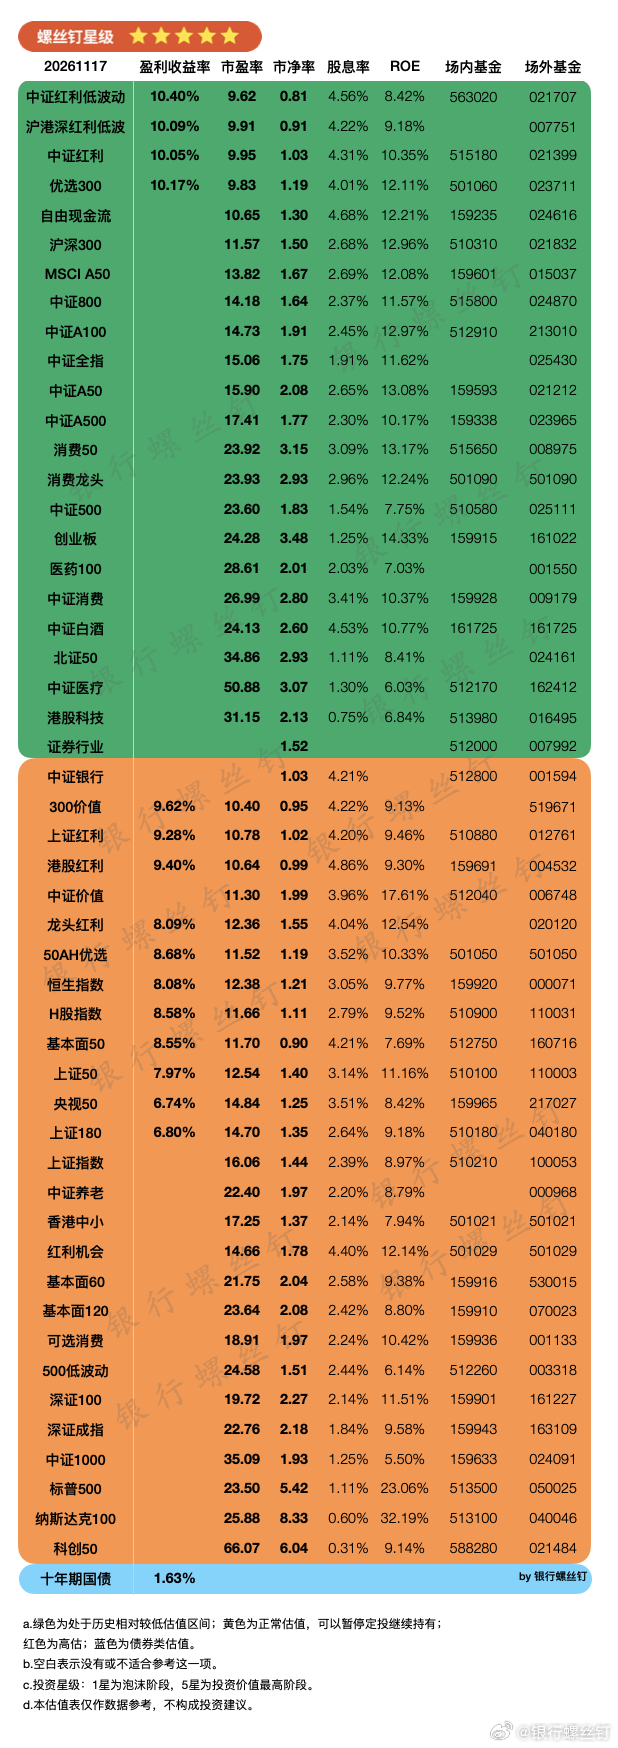 螺丝钉星级
20261117 盈利收益率 市盈率 市净率 股息率 ROE 场内基金 场外基金
中证红利低波动 10.40% 9.62 0.81 4.56% 8.42% 563020 021707
沪港深红利低波 10.09% 9.91 0.91 4.22% 9.18% 007751
中证红利 10.05% 9.95 1.03 4.31% 10.35% 515180 021399
优选300 10.17% 9.83 1.19 4.01% 12.11% 501060 023711
自由现金流 10.65 1.30 4.68% 12.21% 159235 024616
沪深300 11.57 1.50 2.68% 12.96% 510310 021832
MSCI A50 13.82 1.67 2.69% 12.08% 159601 015037
中证800 14.18 1.64 2.37% 11.57% 515800 024870
中证A100 14.73 1.91 2.45% 12.97% 512910 213010
中证全指 15.06 1.75 1.91% 11.62% 025430
中证A50 15.90 2.08 2.65% 13.08% 159593 021212
中证A500 17.41 1.77 2.30% 10.17% 159338 023965
消费50 23.92 3.15 3.09% 13.17% 515650 008975
消费龙头 23.93 2.93 2.96% 12.24% 501090 501090
中证500 23.60 1.83 1.54% 7.75% 510580 025111
创业板 24.28 3.48 1.25% 14.33% 159915 161022
医药100 28.61 2.01 2.03% 7.03% 001550
中证消费 26.99 2.80 3.41% 10.37% 159928 009179
中证白酒 24.13 2.60 4.53% 10.77% 161725 161725
北证50 34.86 2.93 1.11% 8.41% 024161
中证医疗 50.88 3.07 1.30% 6.03% 512170 162412
港股科技 31.15 2.13 0.75% 6.84% 513980 016495
证券行业 1.52 512000 007992
中证银行 1.03 4.21% 512800 001594
300价值 9.62% 10.40 0.95 4.22% 9.13% 519671
上证红利 9.28% 10.78 1.02 4.20% 9.46% 510880 012761
港股红利 9.40% 10.64 0.99 4.86% 9.30% 159691 004532
中证价值 11.30 1.99 3.96% 17.61% 512040 006748
龙头红利 8.09% 12.36 1.55 4.04% 12.54% 020120
50AH优选 8.68% 11.52 1.19 3.52% 10.33% 501050 501050
恒生指数 8.08% 12.38 1.21 3.05% 9.77% 159920 000071
H股指数 8.58% 11.66 1.11 2.79% 9.52% 510900 110031
基本面50 8.55% 11.70 0.90 4.21% 7.69% 512750 160716
上证50 7.97% 12.54 1.40 3.14% 11.16% 510100 110003
央视50 6.74% 14.84 1.25 3.51% 8.42% 159965 217027
上证180 6.80% 14.70 1.35 2.64% 9.18% 510180 040180
上证指数 16.06 1.44 2.39% 8.97% 510210 100053
中证养老 22.40 1.97 2.20% 8.79% 000968
香港中小 17.25 1.37 2.14% 7.94% 501021 501021
红利机会 14.66 1.78 4.40% 12.14% 501029 501029
基本面60 21.75 2.04 2.58% 9.38% 159916 530015
基本面120 23.64 2.08 2.42% 8.80% 159910 070023
可选消费 18.91 1.97 2.24% 10.42% 159936 001133
500低波动 24.58 1.51 2.44% 6.14% 512260 003318
深证100 19.72 2.27 2.14% 11.51% 159901 161227
深证成指 22.76 2.18 1.84% 9.58% 159943 163109
中证1000 35.09 1.93 1.25% 5.50% 159633 024091
标普500 23.50 5.42 1.11% 23.06% 513500 050025
纳斯达克100 25.88 8.33 0.60% 32.19% 513100 040046
科创50 66.07 6.04 0.31% 9.14% 588280 021484
十年期国债 1.63% by 银行螺丝钉
a.绿色为处于历史相对较低估值区间；黄色为正常估值，可以暂停定投继续持有；
红色为高估；蓝色为债券类估值。
b.空白表示没有或不适合参考这一项。
c.投资星级：1星为泡沫阶段，5星为投资价值最高阶段。
d.本估值表仅作数据参考，不构成投资建议。
@银行螺丝钉